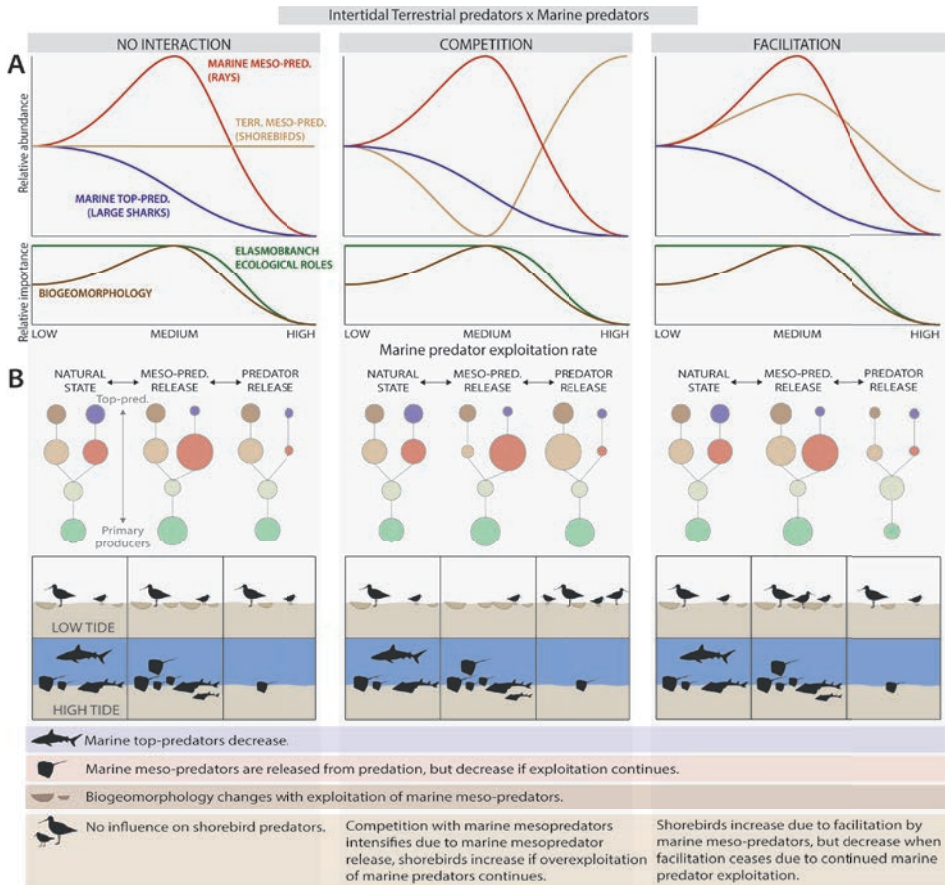 Intertidal Terrestrial predators x Marine predators
NO INTERACTION
COMPETITION
FACILITATION
A
Relative abundance
MARINE MESO-PRED.
(RAYS)
TERR. MESO-PRED.
(SHOREBIRDS)
MARINE TOP-PRED.
(LARGE SHARKS)
Relative importance
ELASMOBRANCH
ECOLOGICAL ROLES
BIOGEOMORPHOLOGY
LOW MEDIUM HIGH
LOW MEDIUM HIGH
LOW MEDIUM HIGH
Marine predator exploitation rate
B
NATURAL
STATE
MESO-PRED.
RELEASE
PREDATOR
RELEASE
NATURAL
STATE
MESO-PRED.
RELEASE
PREDATOR
RELEASE
NATURAL
STATE
MESO-PRED.
RELEASE
PREDATOR
RELEASE
Top-pred.
Primary
producers
LOW TIDE
HIGH TIDE
Marine top-predators decrease.
Marine meso-predators are released from predation, but decrease if exploitation continues.
Biogeomorphology changes with exploitation of marine meso-predators.
No influence on shorebird predators.
Competition with marine mesopredators
intensifies due to marine mesopredator
release, shorebirds increase if overexploitation
of marine predators continues.
Shorebirds increase due to facilitation by
marine meso-predators, but decrease when
facilitation ceases due to continued marine
predator exploitation.